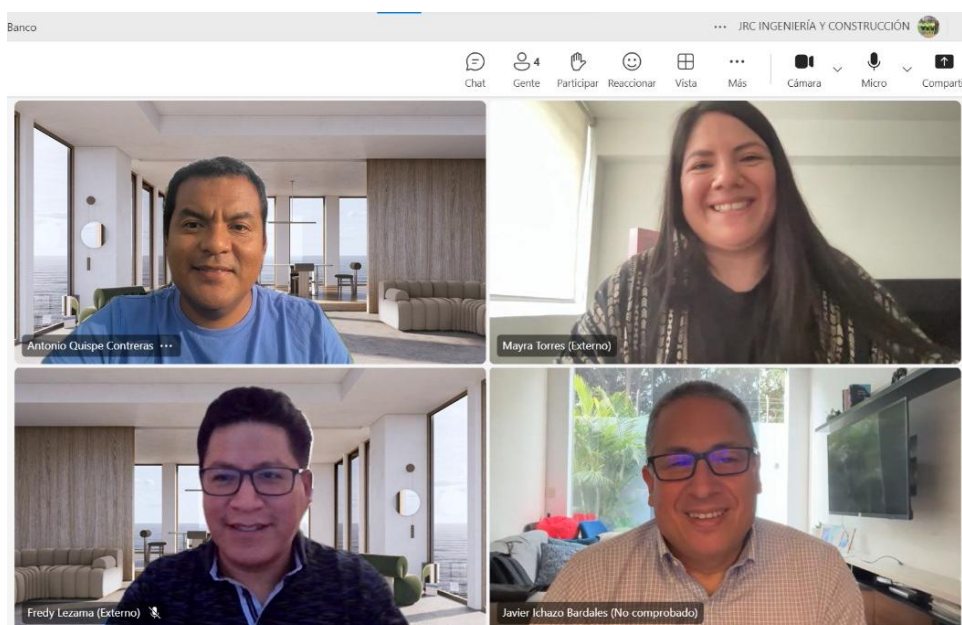 Banco
... JRC INGENIERÍA Y CONSTRUCCIÓN
Chat
4
Gente
Participar
Reaccionar
Vista
Más
Cámara
Micro
Comparti
Antonio Quispe Contreras ...
Mayra Torres (Externo)
Fredy Lezama (Externo)
Javier Ichazo Bardales (No comprobado)